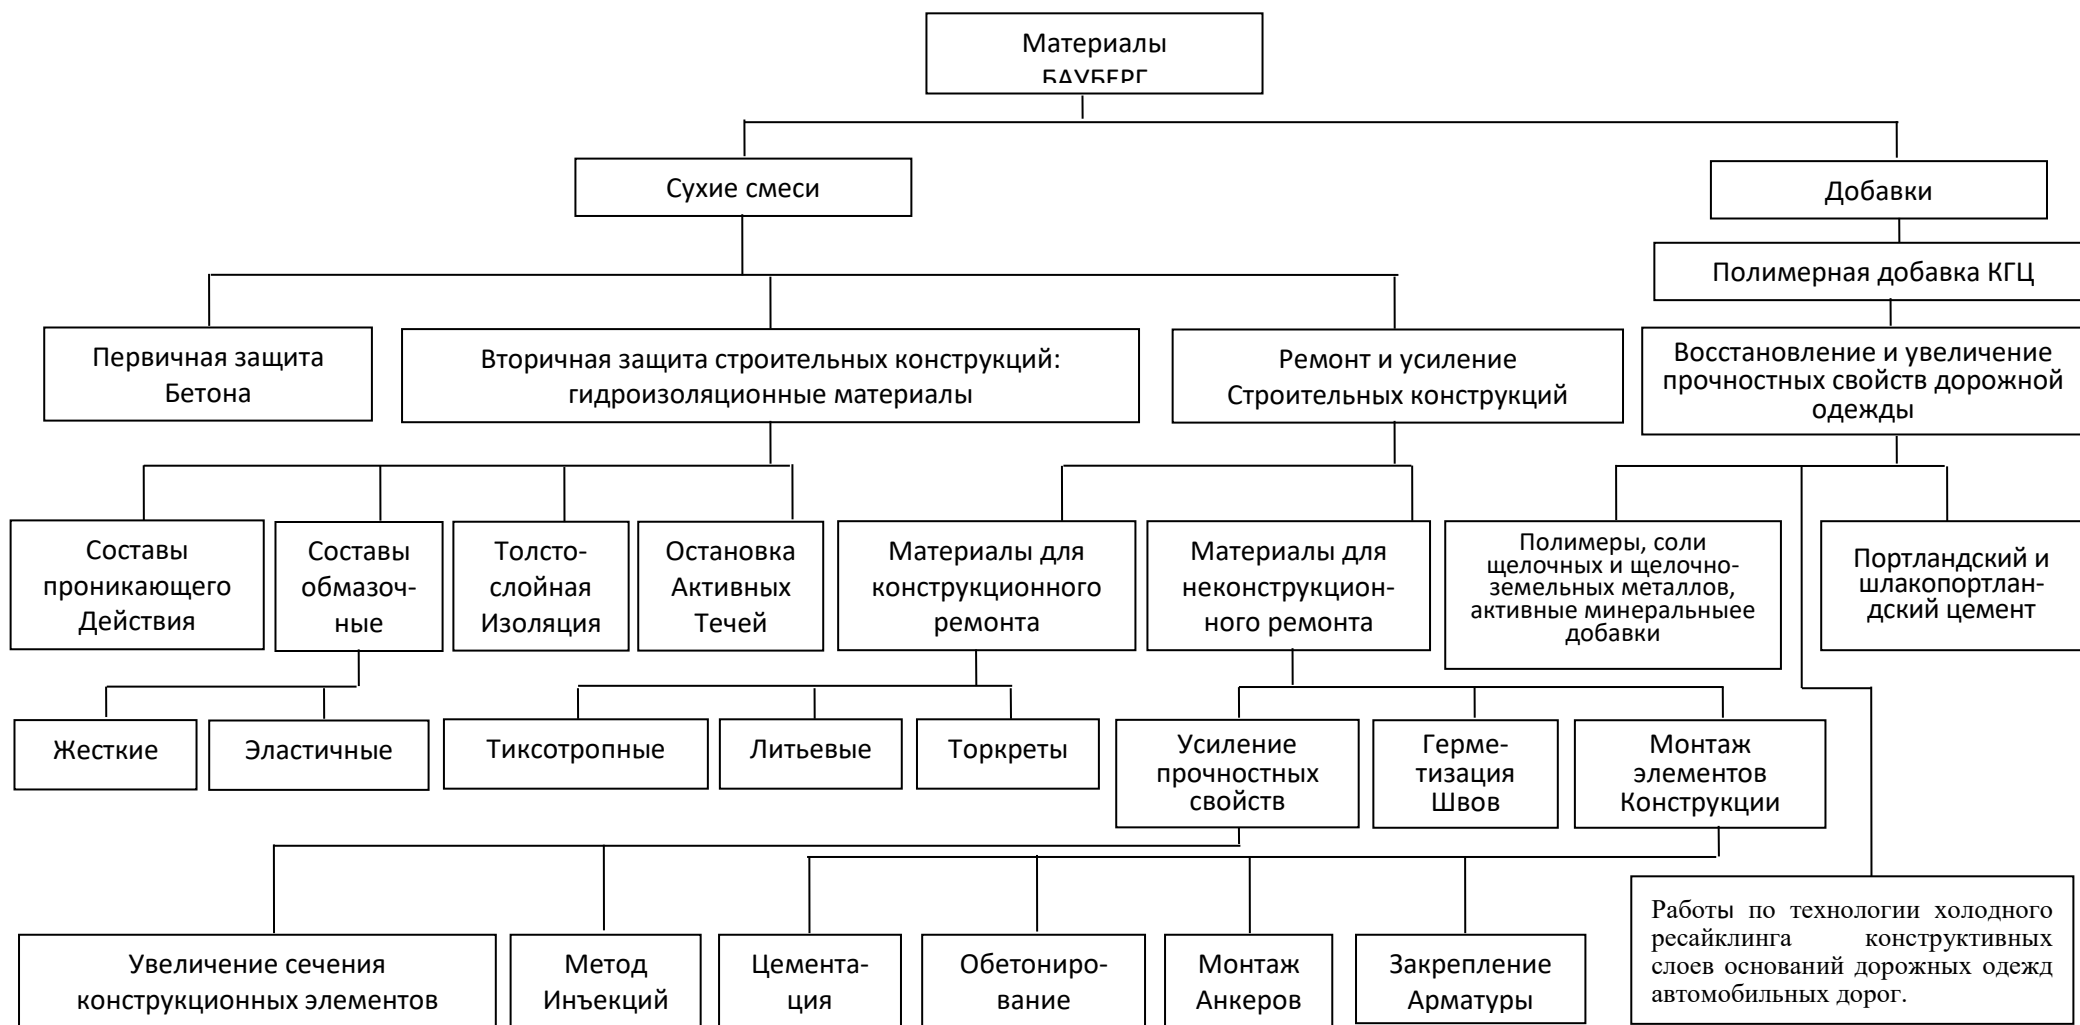 Материалы
БАУБЕРГ
Сухие смеси
Добавки
Полимерная добавка КГЦ
Первичная защита
Бетона
Вторичная защита строительных конструкций:
гидроизоляционные материалы
Ремонт и усиление
Строительных конструкций
Восстановление и увеличение
прочностных свойств дорожной
одежды
Составы
проникающего
Действия
Составы
обмазоч-
ные
Толсто-
слойная
Изоляция
Остановка
Активных
Течей
Материалы для
конструкционного
ремонта
Материалы для
неконструкцион-
ного ремонта
Полимеры, соли
щелочных и щелочно-
земельных металлов,
активные минеральныее
добавки
Портландский и
шлакопортлан-
дский цемент
Жесткие
Эластичные
Тиксотропные
Литьевые
Торкреты
Усиление
прочностных
свойств
Герме-
тизация
Швов
Монтаж
элементов
Конструкции
Увеличение сечения
конструкционных элементов
Метод
Инъекций
Цемента-
ция
Обетониро-
вание
Монтаж
Анкеров
Закрепление
Арматуры
Работы по технологии холодного
ресайклинга конструктивных
слоев оснований дорожных одежд
автомобильных дорог.